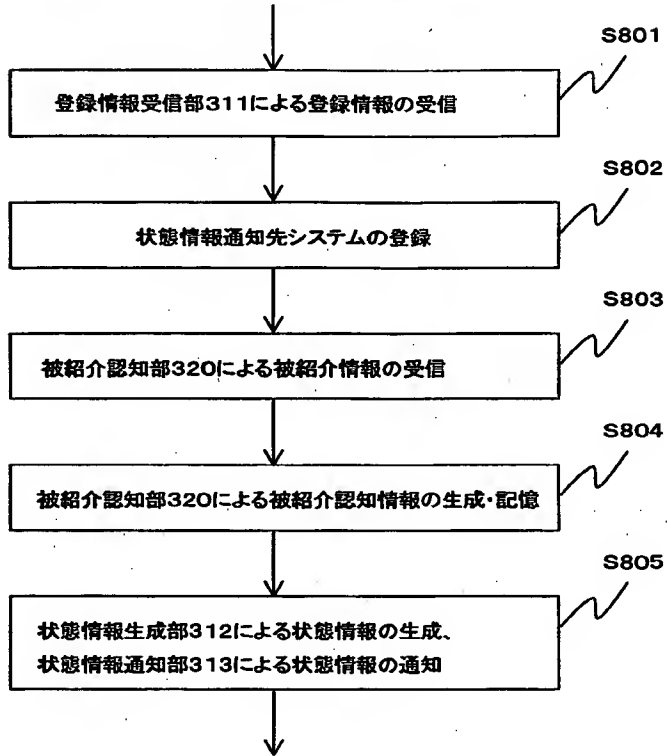 S801
登録情報受信部311による登録情報の受信
S802
状態情報通知先システムの登録
S803
被紹介認知部320による被紹介情報の受信
S804
被紹介認知部320による被紹介認知情報の生成・記憶
S805
状態情報生成部312による状態情報の生成、
状態情報通知部313による状態情報の通知